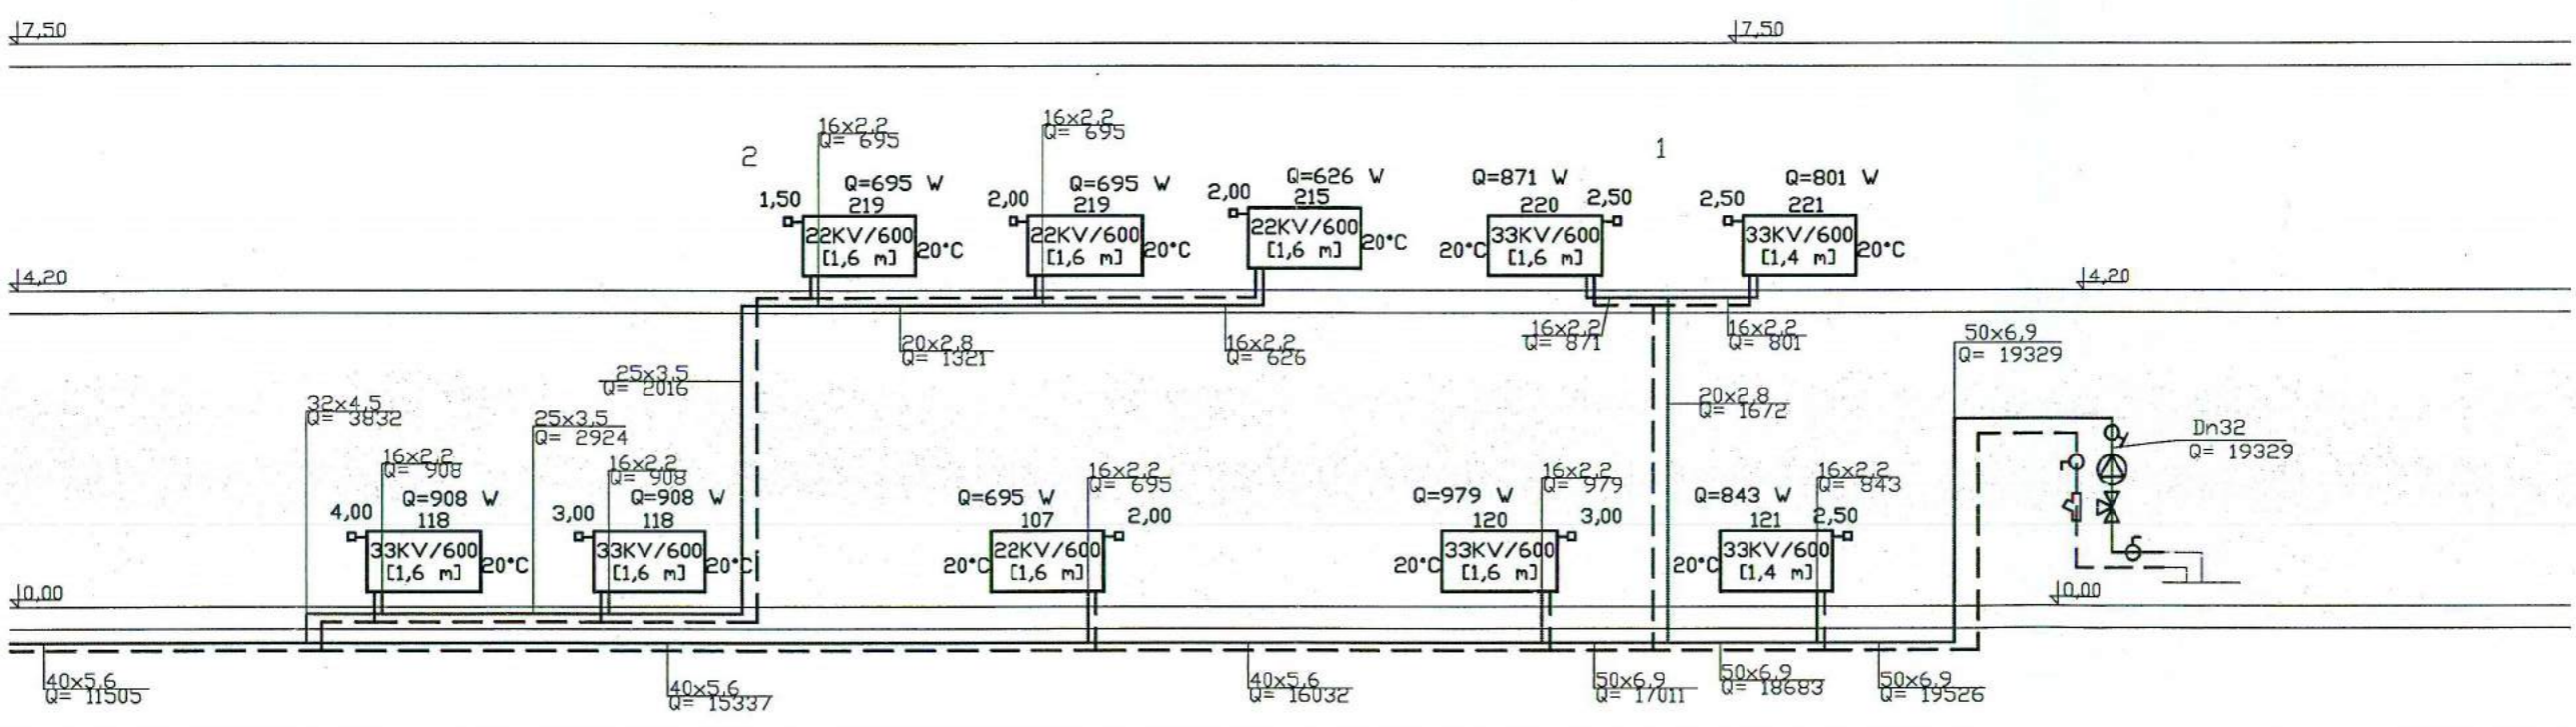 7,50
7,50
16x2,2
Q= 695
16x2,2
Q= 695
2
1
Q=695 W
219
1,50
22KV/600
[1,6 m]
20°C
Q=695 W
219
2,00
22KV/600
[1,6 m]
20°C
Q=626 W
215
2,00
22KV/600
[1,6 m]
20°C
Q=871 W
220
2,50
33KV/600
[1,6 m]
20°C
Q=801 W
221
2,50
33KV/600
[1,4 m]
20°C
4,20
4,20
20x2,8
Q= 1321
16x2,2
Q= 626
16x2,2
Q= 871
16x2,2
Q= 801
50x6,9
Q= 19329
25x3,5
Q= 2016
20x2,8
Q= 1672
32x4,5
Q= 3832
25x3,5
Q= 2924
Dn32
Q= 19329
16x2,2
Q= 908
16x2,2
Q= 908
16x2,2
Q= 695
16x2,2
Q= 979
16x2,2
Q= 843
Q=908 W
118
4,00
33KV/600
[1,6 m]
20°C
Q=908 W
118
3,00
33KV/600
[1,6 m]
20°C
Q=695 W
107
2,00
22KV/600
[1,6 m]
20°C
Q=979 W
120
3,00
33KV/600
[1,6 m]
20°C
Q=843 W
121
2,50
33KV/600
[1,4 m]
20°C
0,00
0,00
40x5,6
Q= 11505
40x5,6
Q= 15337
40x5,6
Q= 16032
50x6,9
Q= 17011
50x6,9
Q= 18683
50x6,9
Q= 19526